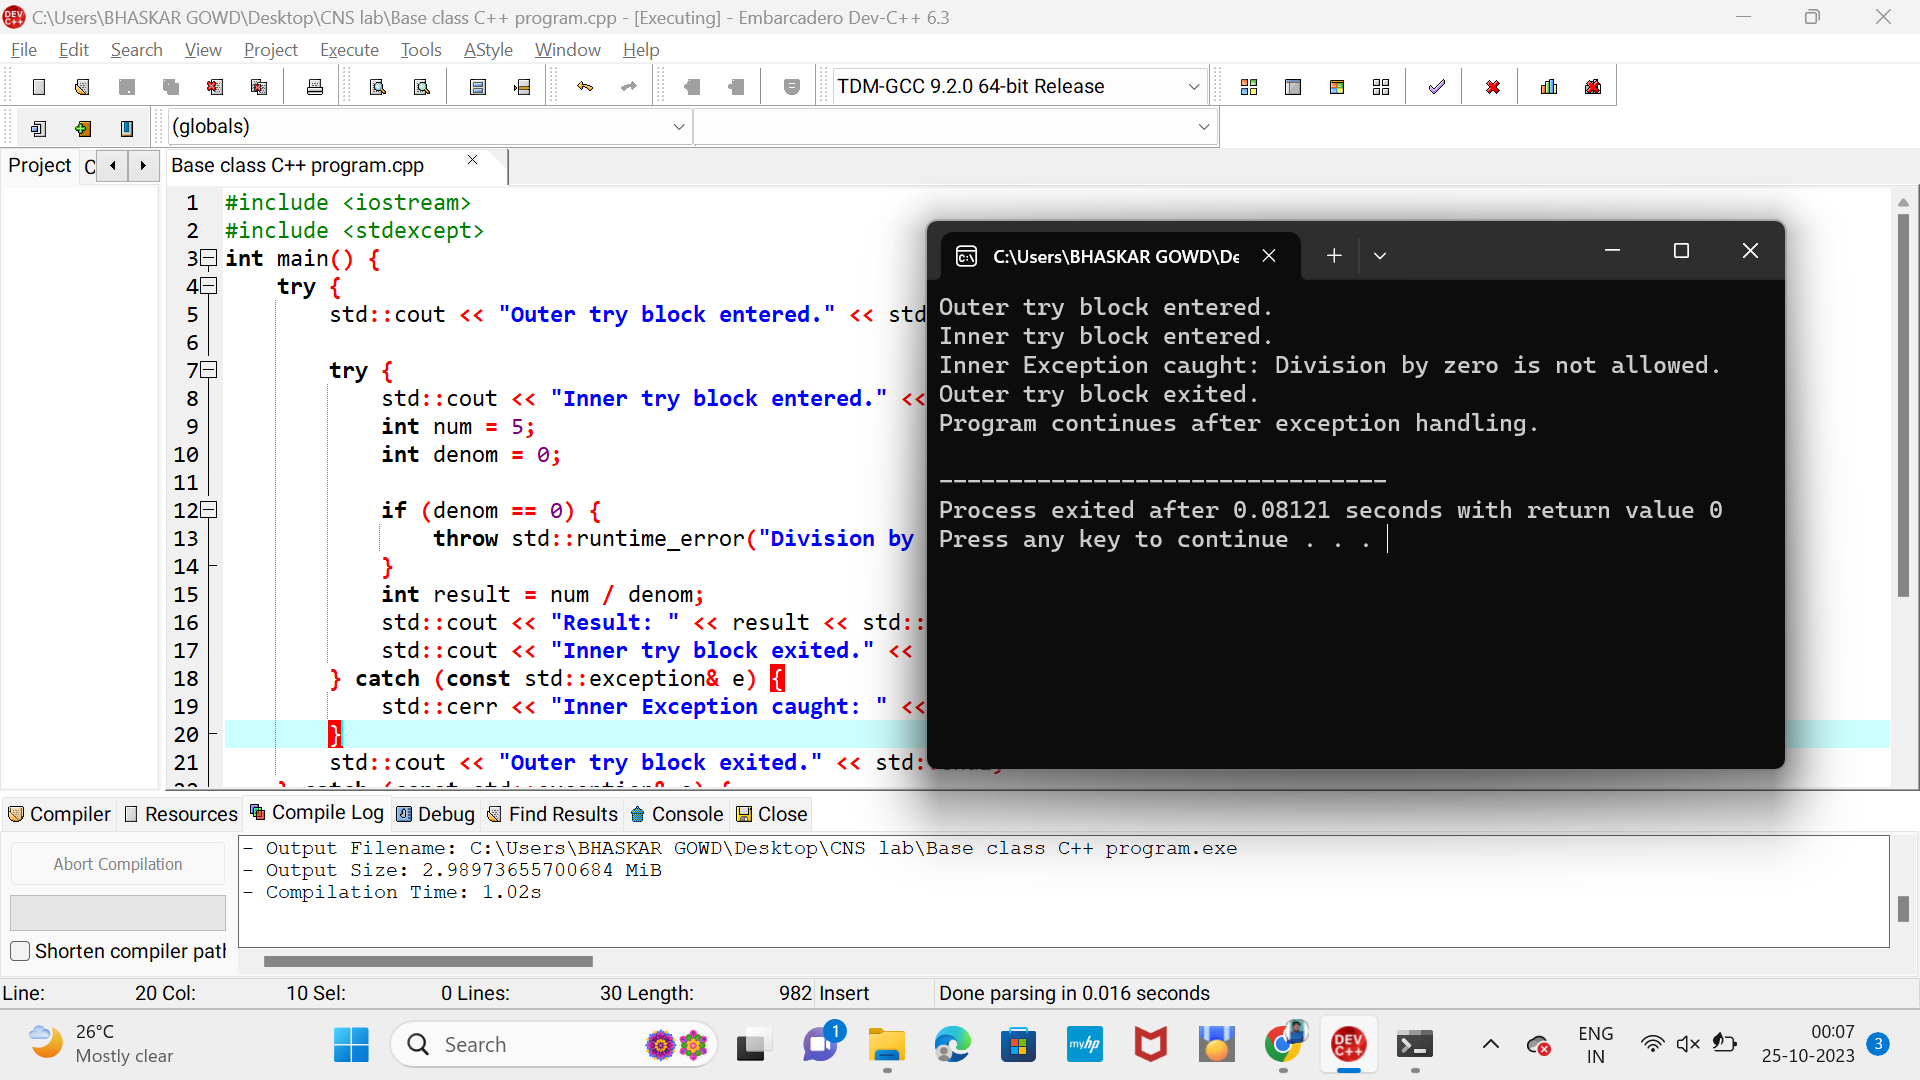 C:\Users\BHASKAR GOWD\Desktop\CNS lab\Base class C++ program.cpp - [Executing] - Embarcadero Dev-C++ 6.3
File Edit Search View Project Execute Tools AStyle Window Help
TDM-GCC 9.2.0 64-bit Release
(globals)
Project C
Base class C++ program.cpp
1 #include <iostream>
2 #include <stdexcept>
3 int main() {
4 try {
5 std::cout << "Outer try block entered." << std
6
7 try {
8 std::cout << "Inner try block entered." <<
9 int num = 5;
10 int denom = 0;
11
12 if (denom == 0) {
13 throw std::runtime_error("Division by
14 }
15 int result = num / denom;
16 std::cout << "Result: " << result << std::
17 std::cout << "Inner try block exited." <<
18 } catch (const std::exception& e) {
19 std::cerr << "Inner Exception caught: " <<
20 }
21 std::cout << "Outer try block exited." << std:
C:\Users\BHASKAR GOWD\De
Outer try block entered.
Inner try block entered.
Inner Exception caught: Division by zero is not allowed.
Outer try block exited.
Program continues after exception handling.
--------------------------------
Process exited after 0.08121 seconds with return value 0
Press any key to continue . . .
Compiler Resources Compile Log Debug Find Results Console Close
Abort Compilation
Shorten compiler path
- Output Filename: C:\Users\BHASKAR GOWD\Desktop\CNS lab\Base class C++ program.exe
- Output Size: 2.98973655700684 MiB
- Compilation Time: 1.02s
Line: 20 Col: 10 Sel: 0 Lines: 30 Length: 982 Insert Done parsing in 0.016 seconds
26°C
Mostly clear
Search
1
myhp
DEV
C++
ENG
IN
00:07
25-10-2023
3